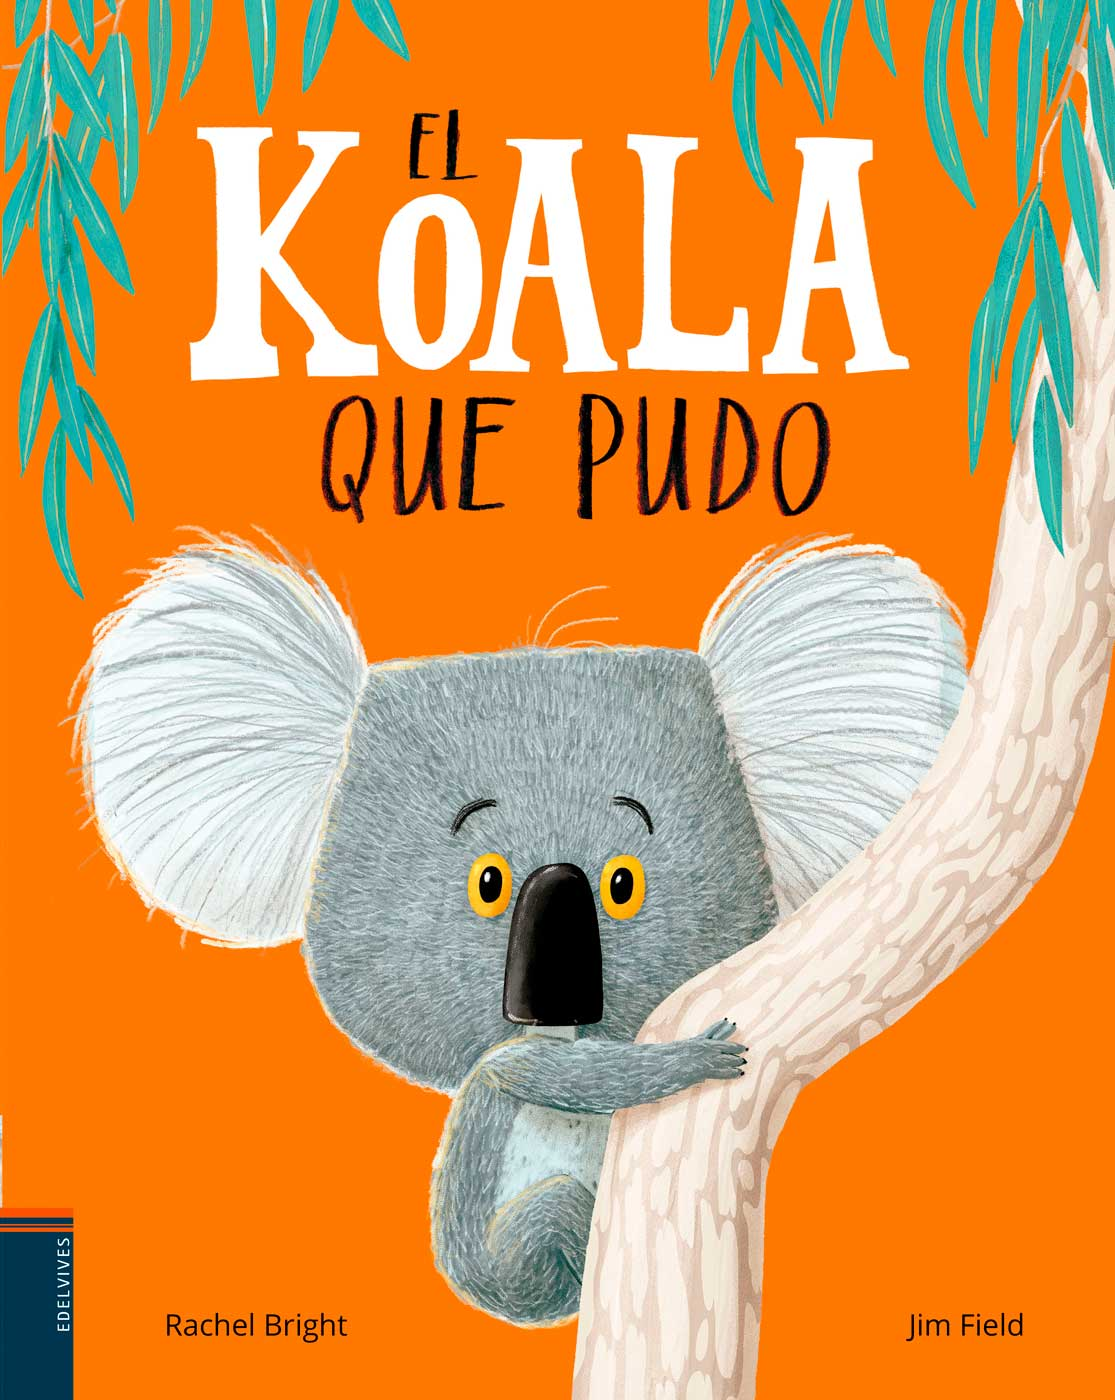 EL
KOALA
QUE PUDO
EDELVIVES
Rachel Bright
Jim Field